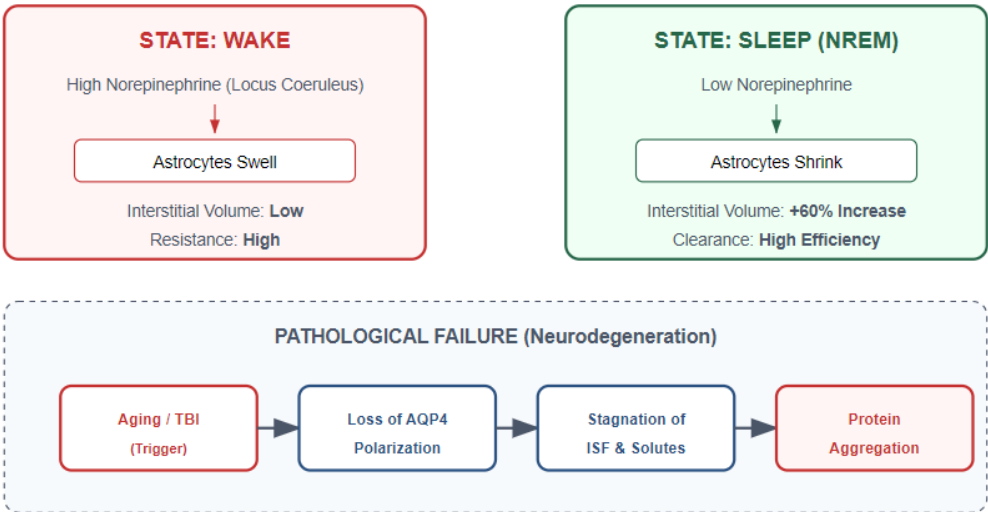 STATE: WAKE
High Norepinephrine (Locus Coeruleus)
Astrocytes Swell
Interstitial Volume: Low
Resistance: High
STATE: SLEEP (NREM)
Low Norepinephrine
Astrocytes Shrink
Interstitial Volume: +60% Increase
Clearance: High Efficiency
PATHOLOGICAL FAILURE (Neurodegeneration)
Aging / TBI
(Trigger)
Loss of AQP4
Polarization
Stagnation of
ISF & Solutes
Protein
Aggregation